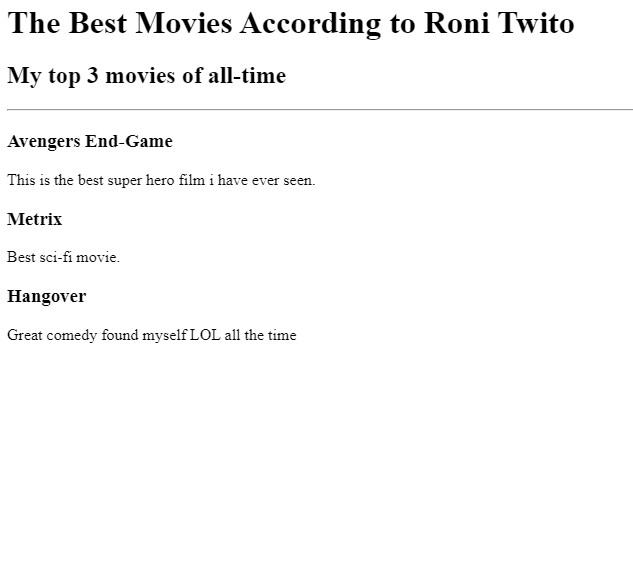 The Best Movies According to Roni Twito
My top 3 movies of all-time
Avengers End-Game
This is the best super hero film i have ever seen.
Metrix
Best sci-fi movie.
Hangover
Great comedy found myself LOL all the time